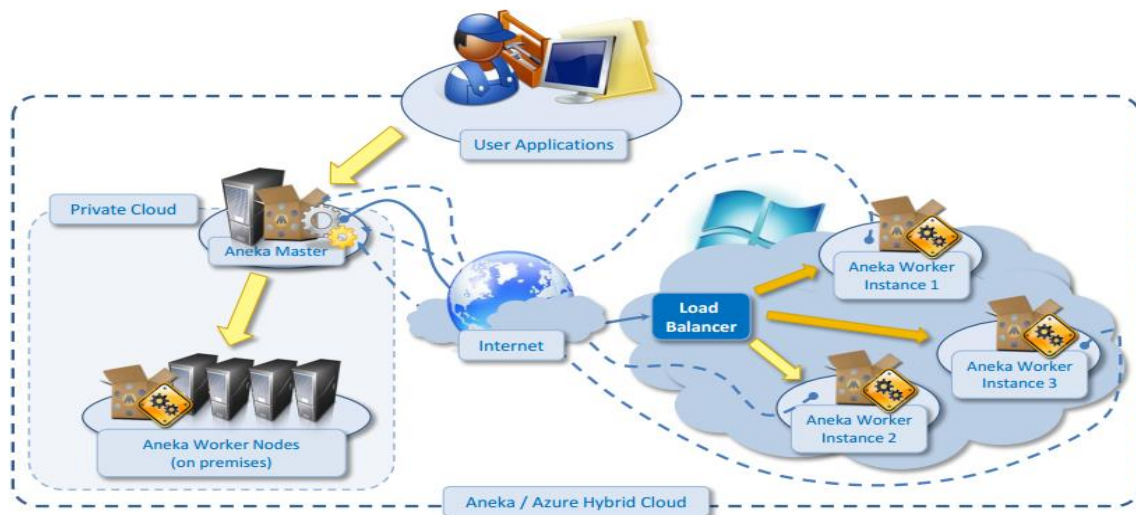 User Applications
Private Cloud
Aneka Master
Aneka Worker Nodes
(on premises)
Internet
Load
Balancer
Aneka Worker
Instance 1
Aneka Worker
Instance 3
Aneka Worker
Instance 2
Aneka / Azure Hybrid Cloud